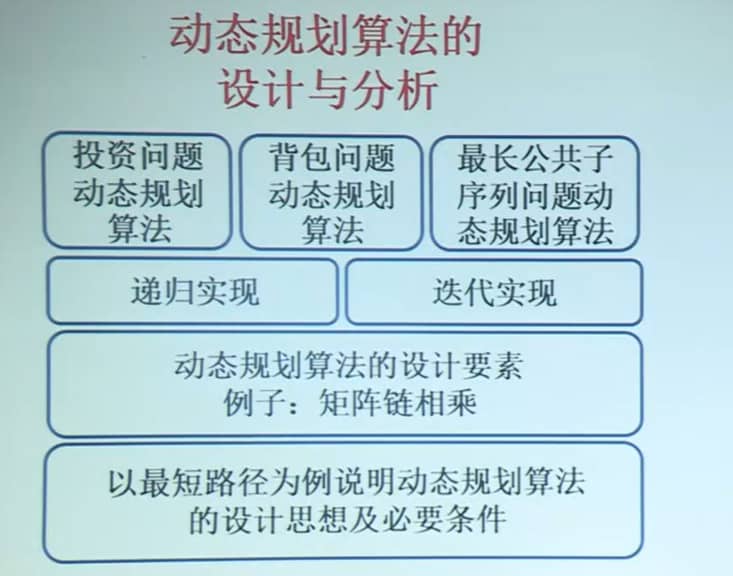 动态规划算法的
设计与分析
投资问题
动态规划
算法
背包问题
动态规划
算法
最长公共子
序列问题动
态规划算法
递归实现
迭代实现
动态规划算法的设计要素
例子：矩阵链相乘
以最短路径为例说明动态规划算法
的设计思想及必要条件